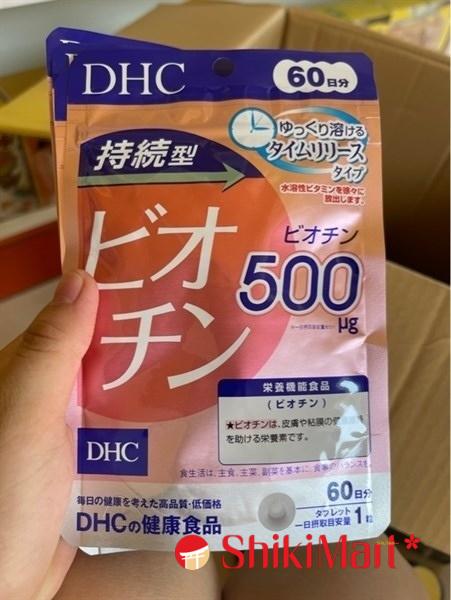 DHC
60日分
ゆっくり溶ける
タイムリリース
タイプ
水溶性ビタミンを徐々に
放出します。
持続型
ビオ
チン
ビオチン
500
μg
栄養機能食品
(ビオチン)
★ビオチンは、皮膚や粘膜の健康維持
を助ける栄養素です。
DHC
食生活は、主食、主菜、副菜を基本に、食事のバランスを。
毎日の健康を考えた高品質・低価格
DHCの健康食品
60日分
タブレット
一日摂取目安量1粒
ShikiMart*